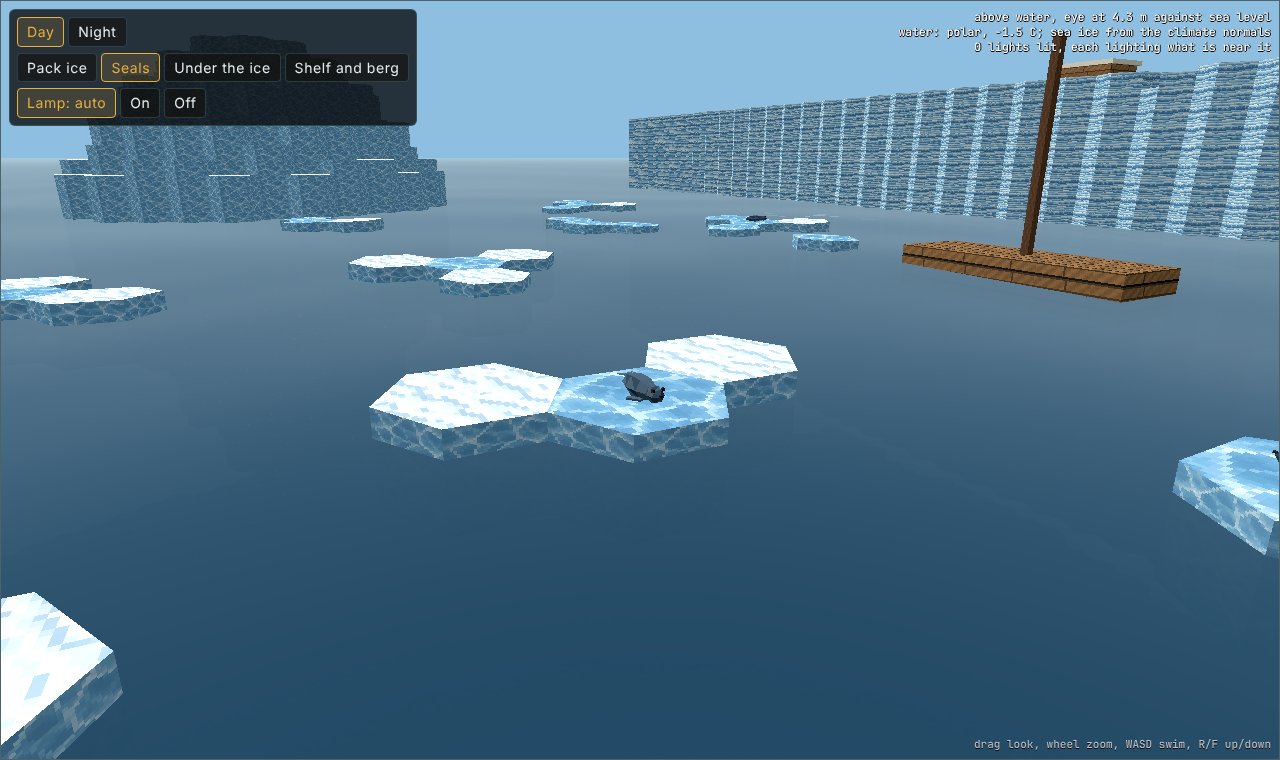 Day Night
Pack ice Seals Under the ice Shelf and berg
Lamp: auto On Off
above water, eye at 4.3 m against sea level
water: polar, -1.5 C; sea ice from the climate normals
0 lights lit, each lighting what is near it
drag look, wheel zoom, WASD swim, R/F up/down